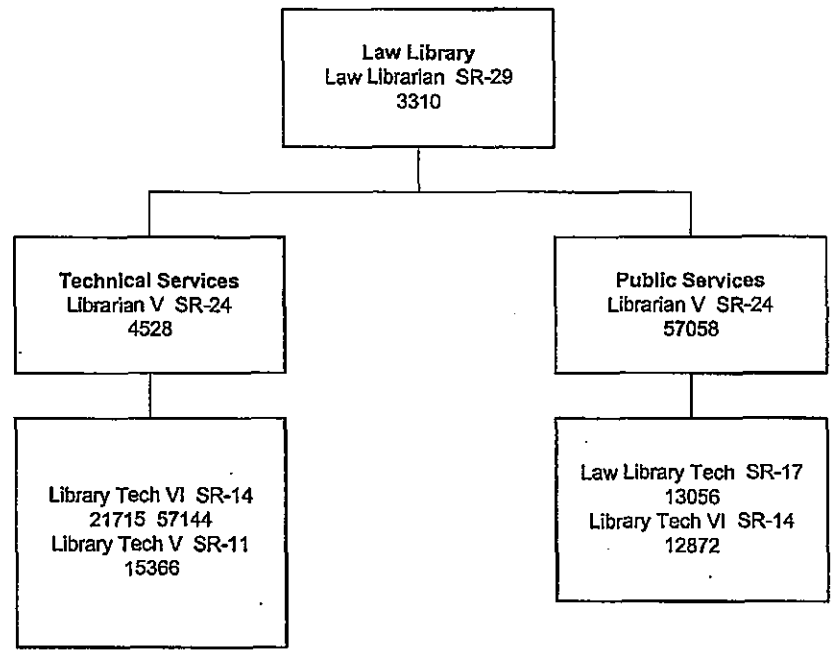 Law Library
Law Librarian SR-29
3310
Technical Services
Librarian V SR-24
4528
Public Services
Librarian V SR-24
57058
Library Tech VI SR-14
21715 57144
Library Tech V SR-11
15366
Law Library Tech SR-17
13056
Library Tech VI SR-14
12872